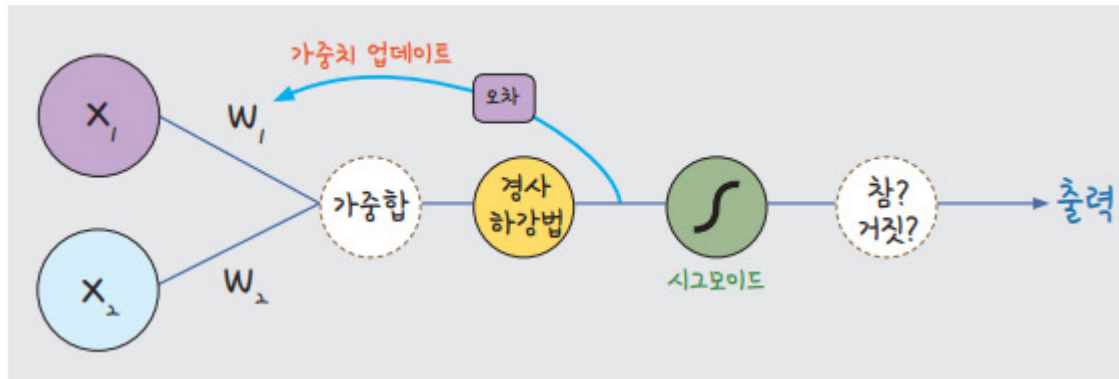 가중치 업데이트
오차
X₁
W₁
가중합
경사
하강법
참?
거짓?
출력
시그모이드
X₂
W₂